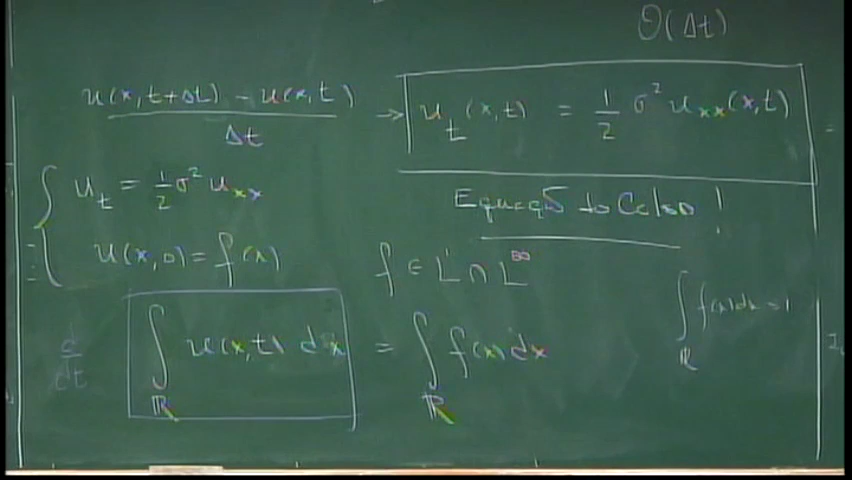 O(Δt)
(u(x,t+Δt) - u(x,t)) / Δt → u_t(x,t) = 1/2 σ² u_xx(x,t)
u_t = 1/2 σ² u_xx
Equaçõ do Calor !
u(x,0) = f(x) f ∈ L¹ ∩ L^∞
∫_ℝ f(x)dx = 1
d/dt ∫_ℝ u(x,t) dx = ∫_ℝ f(x) dx